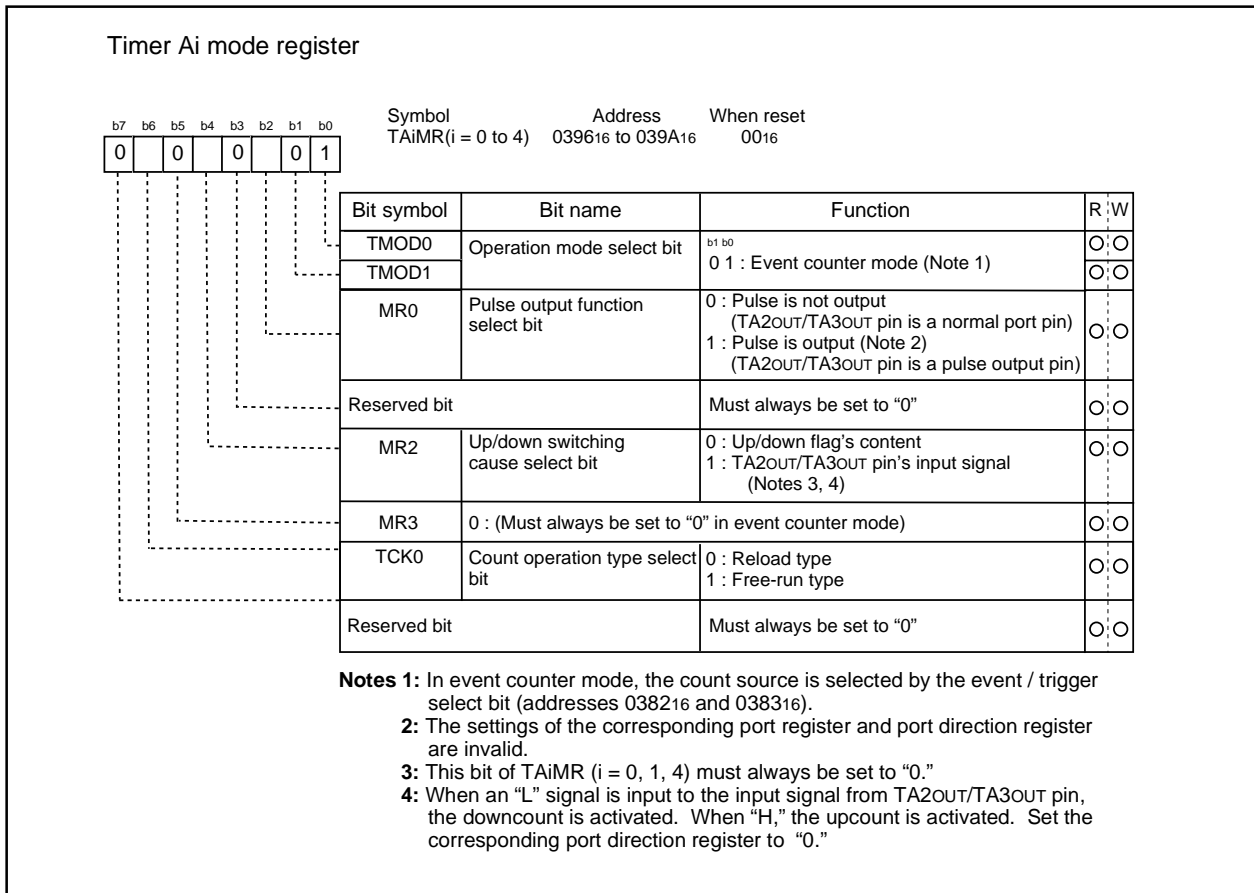 Timer Ai mode register
Symbol Address When reset
TAiMR(i = 0 to 4) 039616 to 039A16 0016
b7 b6 b5 b4 b3 b2 b1 b0
0 0 0 0 1
Bit symbol Bit name Function R W
TMOD0 Operation mode select bit b1 b0
0 1 : Event counter mode (Note 1)
TMOD1
MR0 Pulse output function select bit 0 : Pulse is not output
(TA2OUT/TA3OUT pin is a normal port pin)
1 : Pulse is output (Note 2)
(TA2OUT/TA3OUT pin is a pulse output pin)
Reserved bit Must always be set to “0”
MR2 Up/down switching cause select bit 0 : Up/down flag’s content
1 : TA2OUT/TA3OUT pin’s input signal
(Notes 3, 4)
MR3 0 : (Must always be set to “0” in event counter mode)
TCK0 Count operation type select bit 0 : Reload type
1 : Free-run type
Reserved bit Must always be set to “0”
Notes 1: In event counter mode, the count source is selected by the event / trigger
select bit (addresses 038216 and 038316).
2: The settings of the corresponding port register and port direction register
are invalid.
3: This bit of TAiMR (i = 0, 1, 4) must always be set to “0.”
4: When an “L” signal is input to the input signal from TA2OUT/TA3OUT pin,
the downcount is activated. When “H,” the upcount is activated. Set the
corresponding port direction register to “0.”